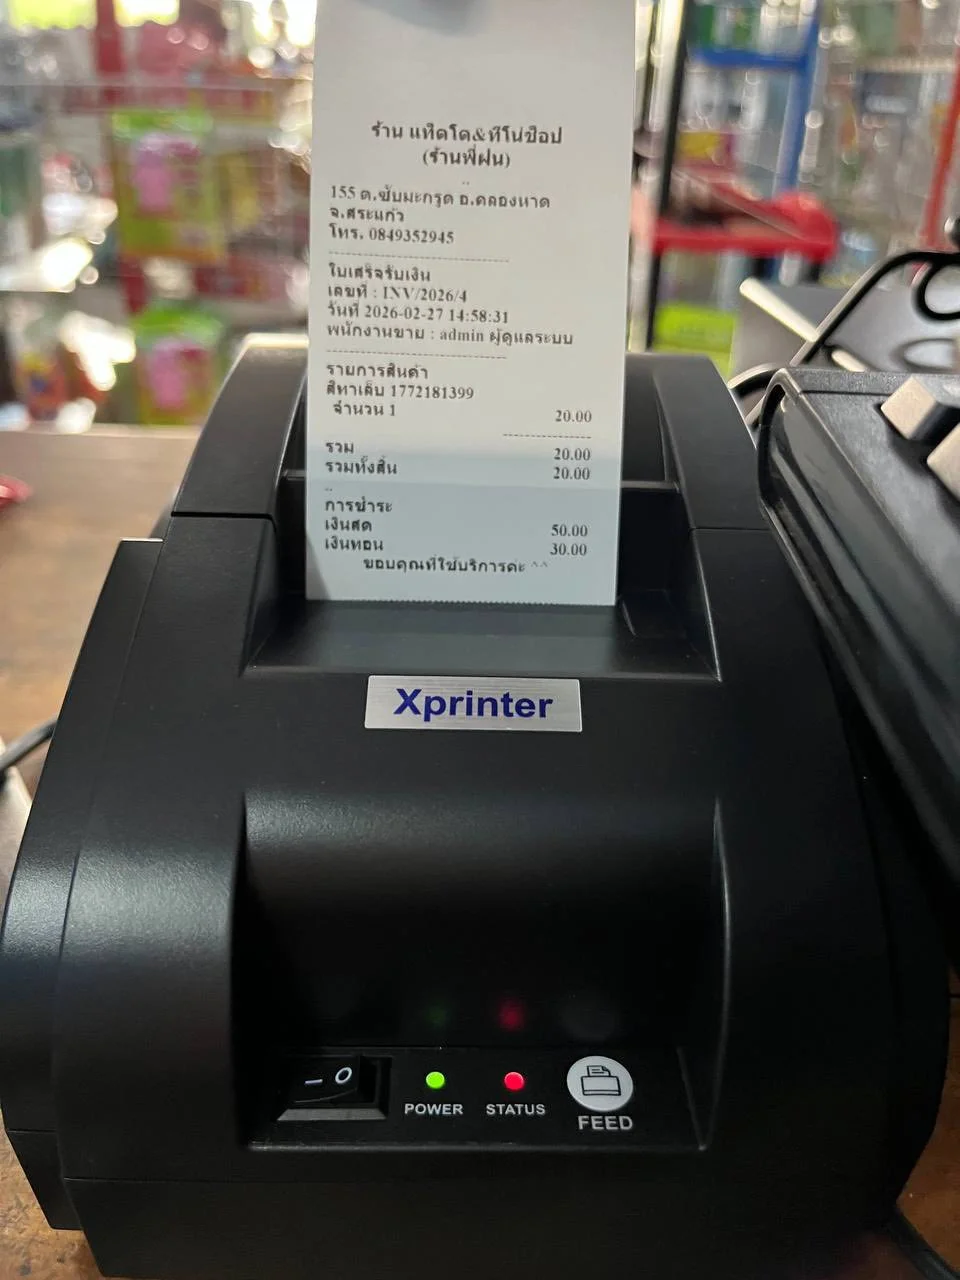 ร้าน แท็ดโด&ทีโน่ช็อป
(ร้านพี่ฝน)
..
155 ต.ซับมะกรูด อ.คลองหาด
จ.สระแก้ว
โทร. 0849352945
ใบเสร็จรับเงิน
เลขที่ : INV/2026/4
วันที่ 2026-02-27 14:58:31
พนักงานขาย : admin ผู้ดูแลระบบ
รายการสินค้า
สีทาเล็บ 1772181399
จำนวน 1 20.00
รวม 20.00
รวมทั้งสิ้น 20.00
..
การชำระ
เงินสด 50.00
เงินทอน 30.00
ขอบคุณที่ใช้บริการค่ะ ^^
Xprinter
POWER STATUS FEED